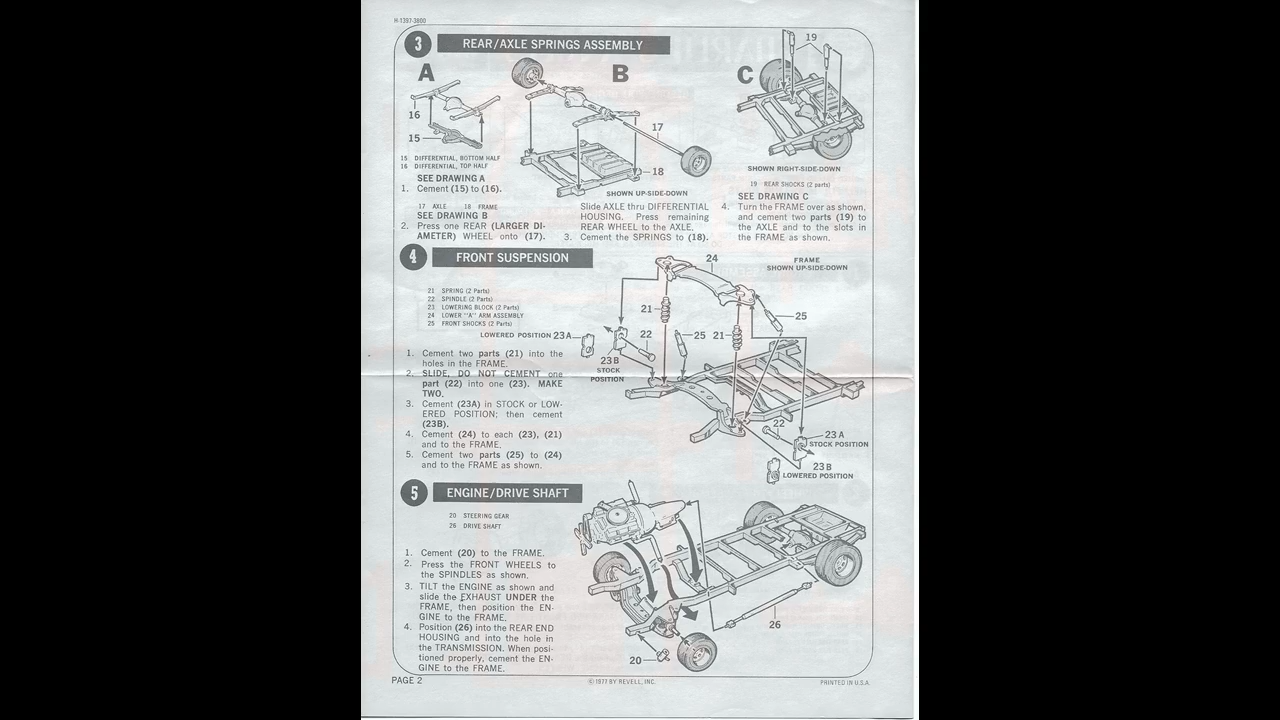 H-1397-3800
3 REAR/AXLE SPRINGS ASSEMBLY
A
B
C
19
16
15
17
18
15 DIFFERENTIAL, BOTTOM HALF
16 DIFFERENTIAL, TOP HALF
SEE DRAWING A
1. Cement (15) to (16).
17 AXLE 18 FRAME
SEE DRAWING B
2. Press one REAR (LARGER DI-
AMETER) WHEEL onto (17).
SHOWN UP-SIDE-DOWN
Slide AXLE thru DIFFERENTIAL
HOUSING. Press remaining
REAR WHEEL to the AXLE.
3. Cement the SPRINGS to (18).
SHOWN RIGHT-SIDE-DOWN
19 REAR SHOCKS (2 parts)
SEE DRAWING C
4. Turn the FRAME over as shown,
and cement two parts (19) to
the AXLE and to the slots in
the FRAME as shown.
4 FRONT SUSPENSION
24
FRAME
SHOWN UP-SIDE-DOWN
21 SPRING (2 Parts)
22 SPINDLE (2 Parts)
23 LOWERING BLOCK (2 Parts)
24 LOWER "A" ARM ASSEMBLY
25 FRONT SHOCKS (2 Parts)
21
25
LOWERED POSITION 23A
22
25
21
23B
STOCK
POSITION
1. Cement two parts (21) into the
holes in the FRAME.
2. SLIDE, DO NOT CEMENT one
part (22) into one (23). MAKE
TWO.
3. Cement (23A) in STOCK or LOW-
ERED POSITION; then cement
(23B).
4. Cement (24) to each (23), (21)
and to the FRAME.
5. Cement two parts (25) to (24)
and to the FRAME as shown.
22
23A
STOCK POSITION
23B
LOWERED POSITION
5 ENGINE/DRIVE SHAFT
20 STEERING GEAR
26 DRIVE SHAFT
1. Cement (20) to the FRAME.
2. Press the FRONT WHEELS to
the SPINDLES as shown.
3. TILT the ENGINE as shown and
slide the EXHAUST UNDER the
FRAME, then position the EN-
GINE to the FRAME.
4. Position (26) into the REAR END
HOUSING and into the hole in
the TRANSMISSION. When posi-
tioned properly, cement the EN-
GINE to the FRAME.
26
20
PAGE 2
© 1977 BY REVELL, INC.
PRINTED IN U.S.A.